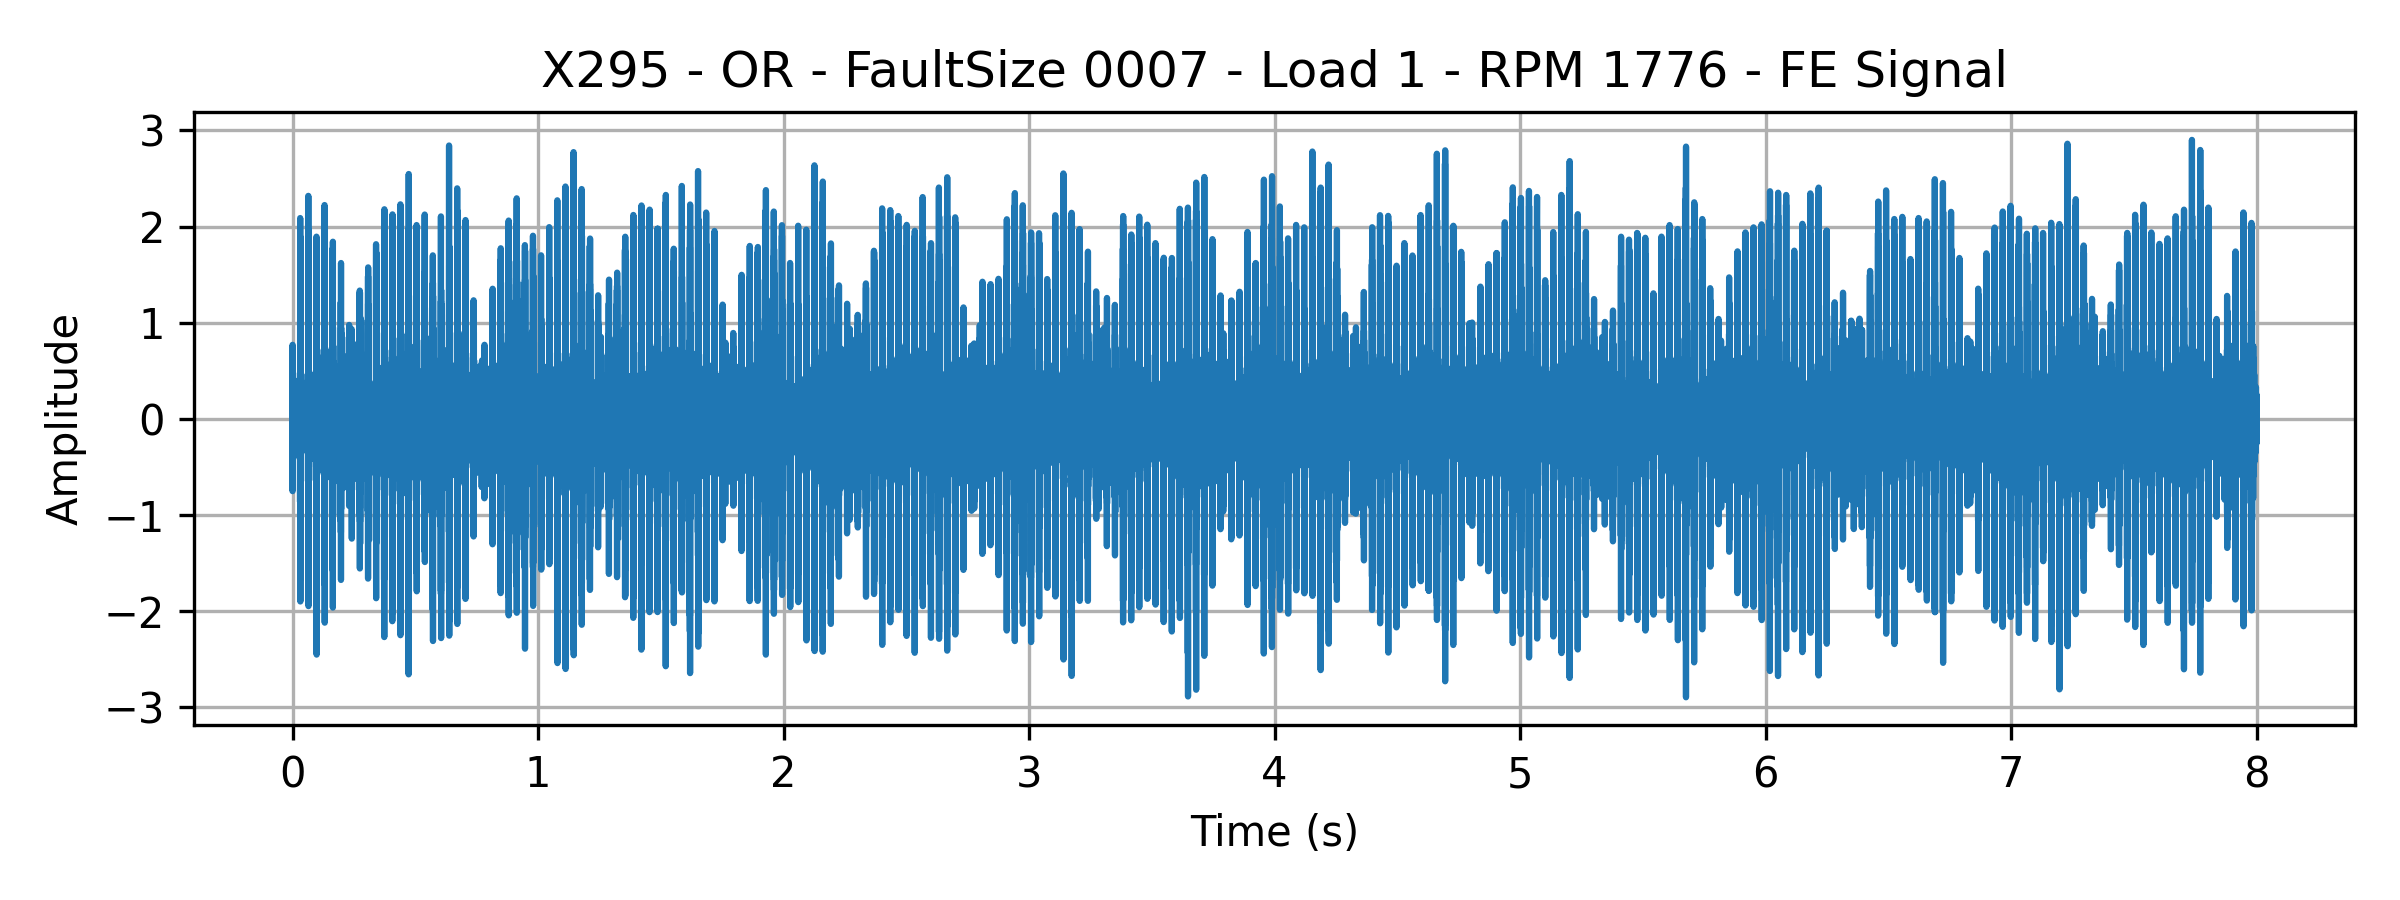 X295 - OR - FaultSize 0007 - Load 1 - RPM 1776 - FE Signal
3
2
1
0
−1
−2
−3
Amplitude
0 1 2 3 4 5 6 7 8
Time (s)